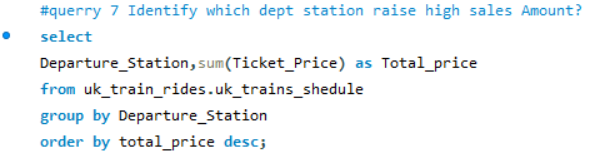 #querry 7 Identify which dept station raise high sales Amount?
select
Departure_Station,sum(Ticket_Price) as Total_price
from uk_train_rides.uk_trains_shedule
group by Departure_Station
order by total_price desc;